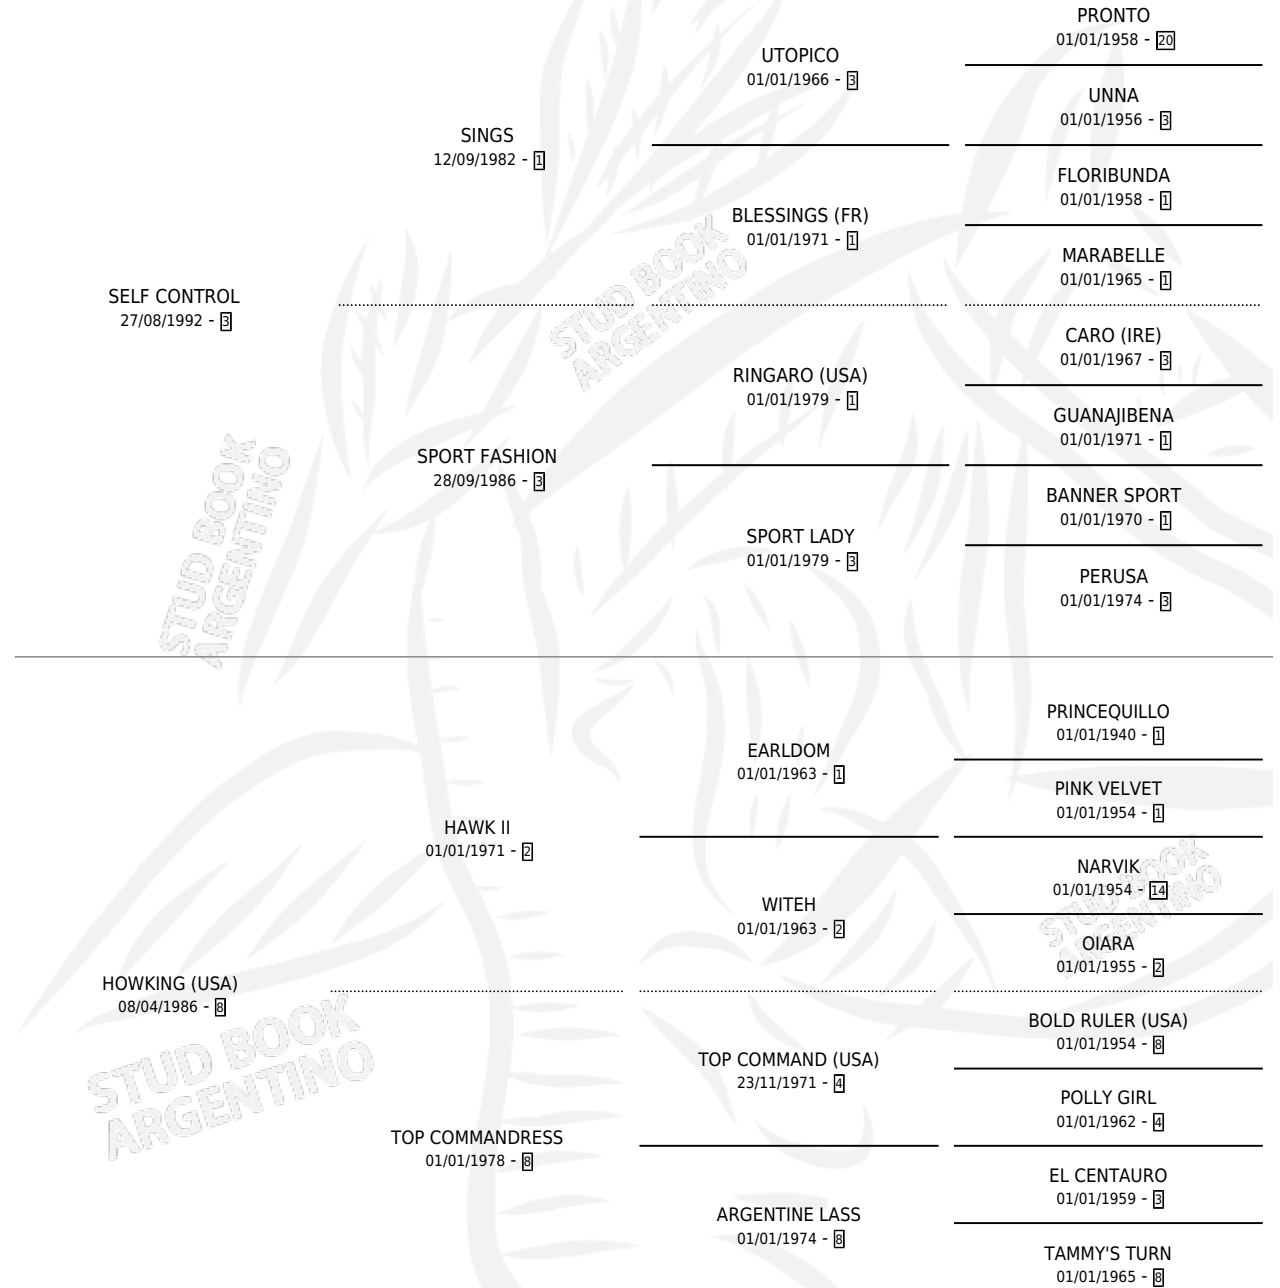 PRONTO
01/01/1958 - 20
UTOPICO
01/01/1966 - 3
UNNA
01/01/1956 - 3
SINGS
12/09/1982 - 1
FLORIBUNDA
01/01/1958 - 1
BLESSINGS (FR)
01/01/1971 - 1
MARABELLE
01/01/1965 - 1
SELF CONTROL
27/08/1992 - 3
CARO (IRE)
01/01/1967 - 3
RINGARO (USA)
01/01/1979 - 1
GUANAJIBENA
01/01/1971 - 1
SPORT FASHION
28/09/1986 - 3
BANNER SPORT
01/01/1970 - 1
SPORT LADY
01/01/1979 - 3
PERUSA
01/01/1974 - 3
STUD BOOK
ARGENTINO
STUD BOOK
ARGENTINO
PRINCEQUILLO
01/01/1940 - 1
EARLDOM
01/01/1963 - 1
PINK VELVET
01/01/1954 - 1
HAWK II
01/01/1971 - 2
NARVIK
01/01/1954 - 14
WITEH
01/01/1963 - 2
OIARA
01/01/1955 - 2
HOWKING (USA)
08/04/1986 - 8
BOLD RULER (USA)
01/01/1954 - 8
TOP COMMAND (USA)
23/11/1971 - 4
POLLY GIRL
01/01/1962 - 4
TOP COMMANDRESS
01/01/1978 - 8
EL CENTAURO
01/01/1959 - 3
ARGENTINE LASS
01/01/1974 - 8
TAMMY'S TURN
01/01/1965 - 8
STUD BOOK
ARGENTINO
STUD BOOK
ARGENTINO